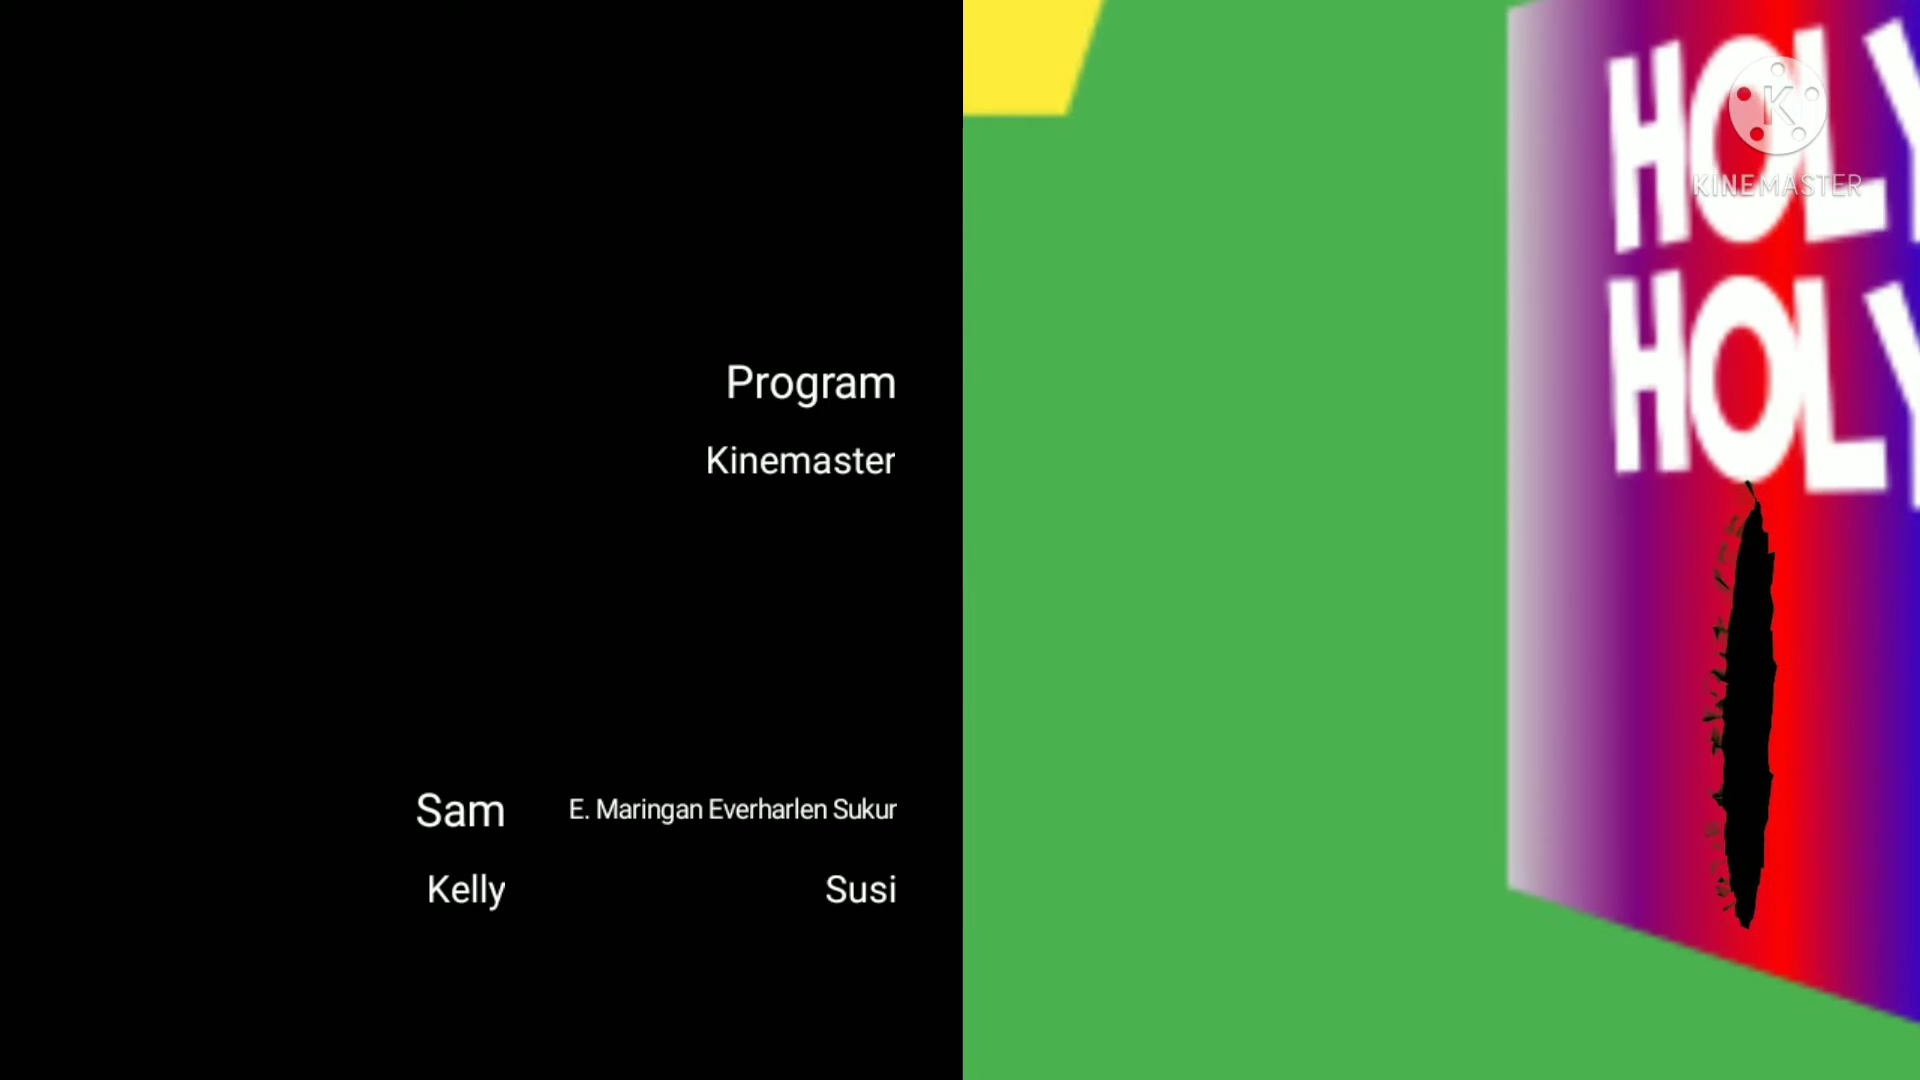 Program
Kinemaster
Sam E. Maringan Everharlen Sukur
Kelly Susi
HOLY
K
KINEMASTER
HOLY